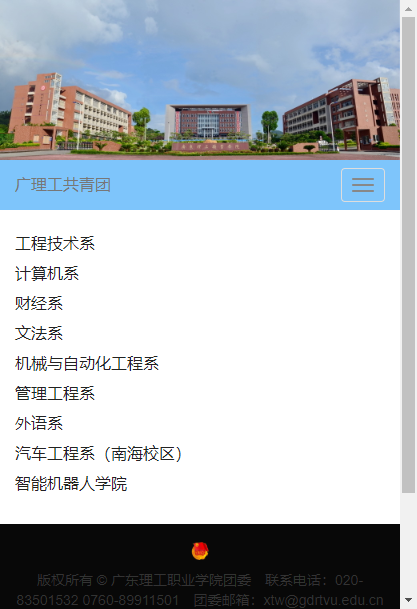 广理工共青团
工程技术系
计算机系
财经系
文法系
机械与自动化工程系
管理工程系
外语系
汽车工程系（南海校区）
智能机器人学院
版权所有 © 广东理工职业学院团委　联系电话：020-
83501532 0760-89911501　团委邮箱：xtw@gdrtvu.edu.cn